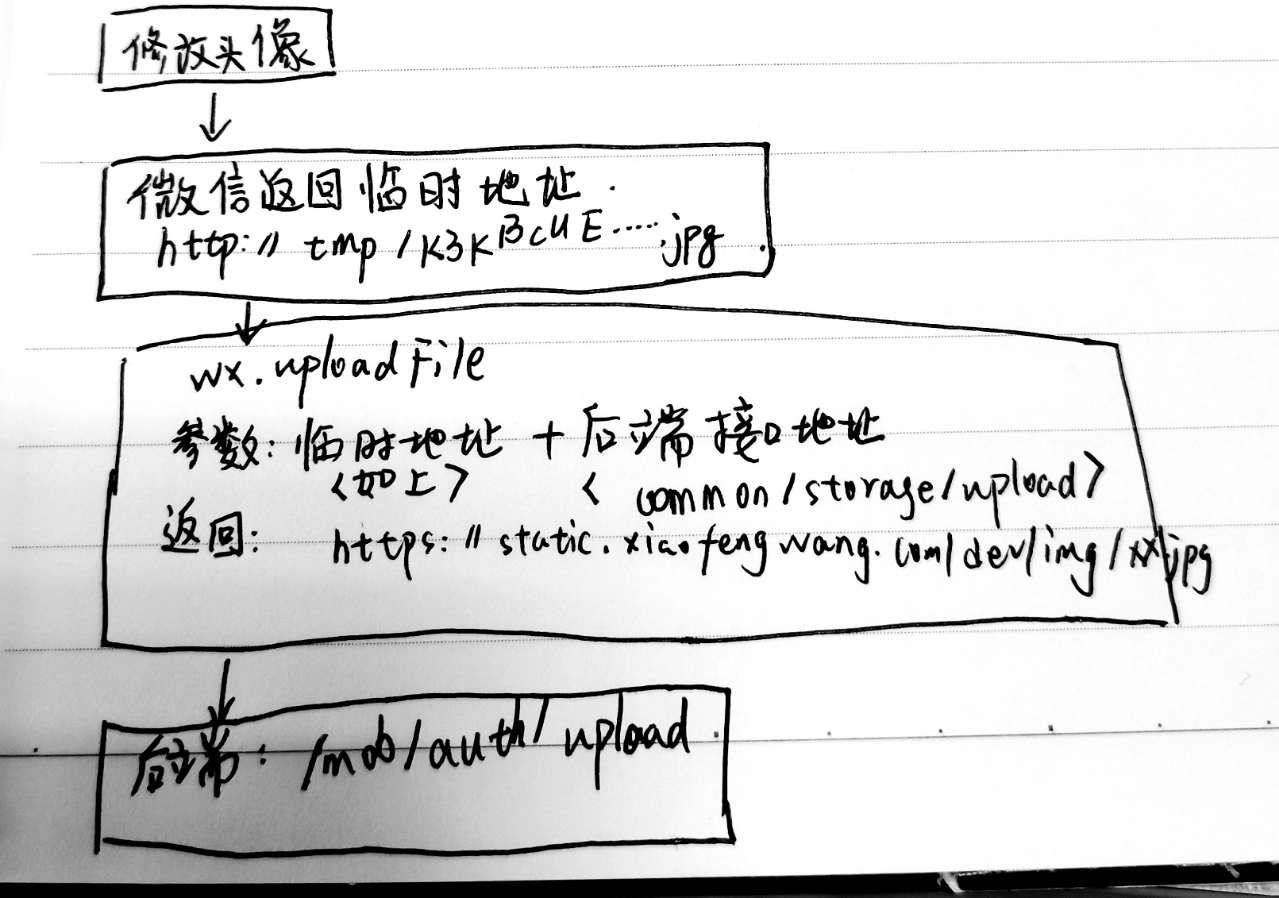 修改头像
微信返回临时地址.
http://tmp/K3KBcUE.....jpg
wx.uploadFile
参数: 临时地址 + 后端接口地址
<如上> <common/storage/upload>
返回: https://static.xiaofengwang.com/dev/img/xx.jpg
后端: /mob/auth/upload